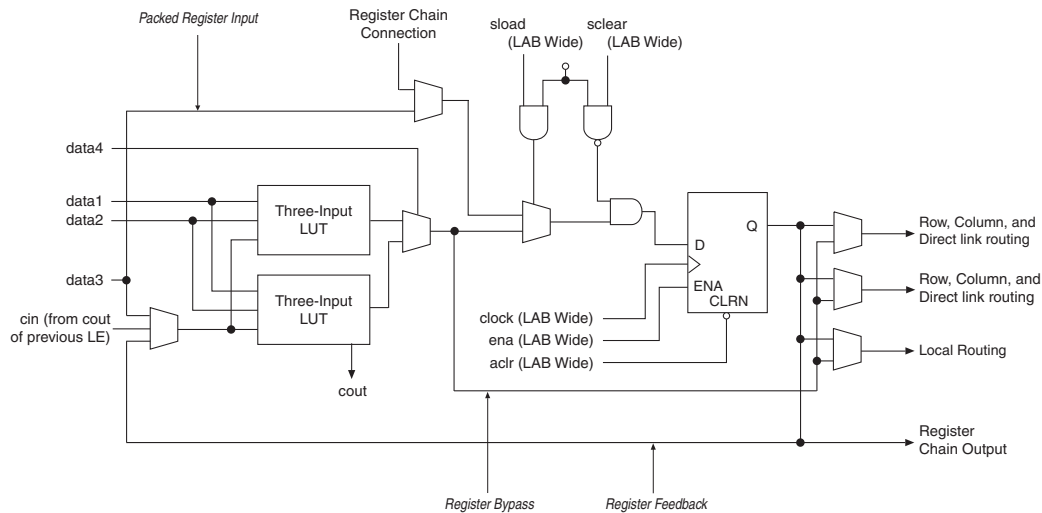 Packed Register Input
Register Chain
Connection
sload
(LAB Wide)
sclear
(LAB Wide)
data4
data1
data2
Three-Input
LUT
data3
Three-Input
LUT
cin (from cout
of previous LE)
cout
Q
D
ENA
CLRN
clock (LAB Wide)
ena (LAB Wide)
aclr (LAB Wide)
Row, Column, and
Direct link routing
Row, Column, and
Direct link routing
Local Routing
Register
Chain Output
Register Bypass
Register Feedback